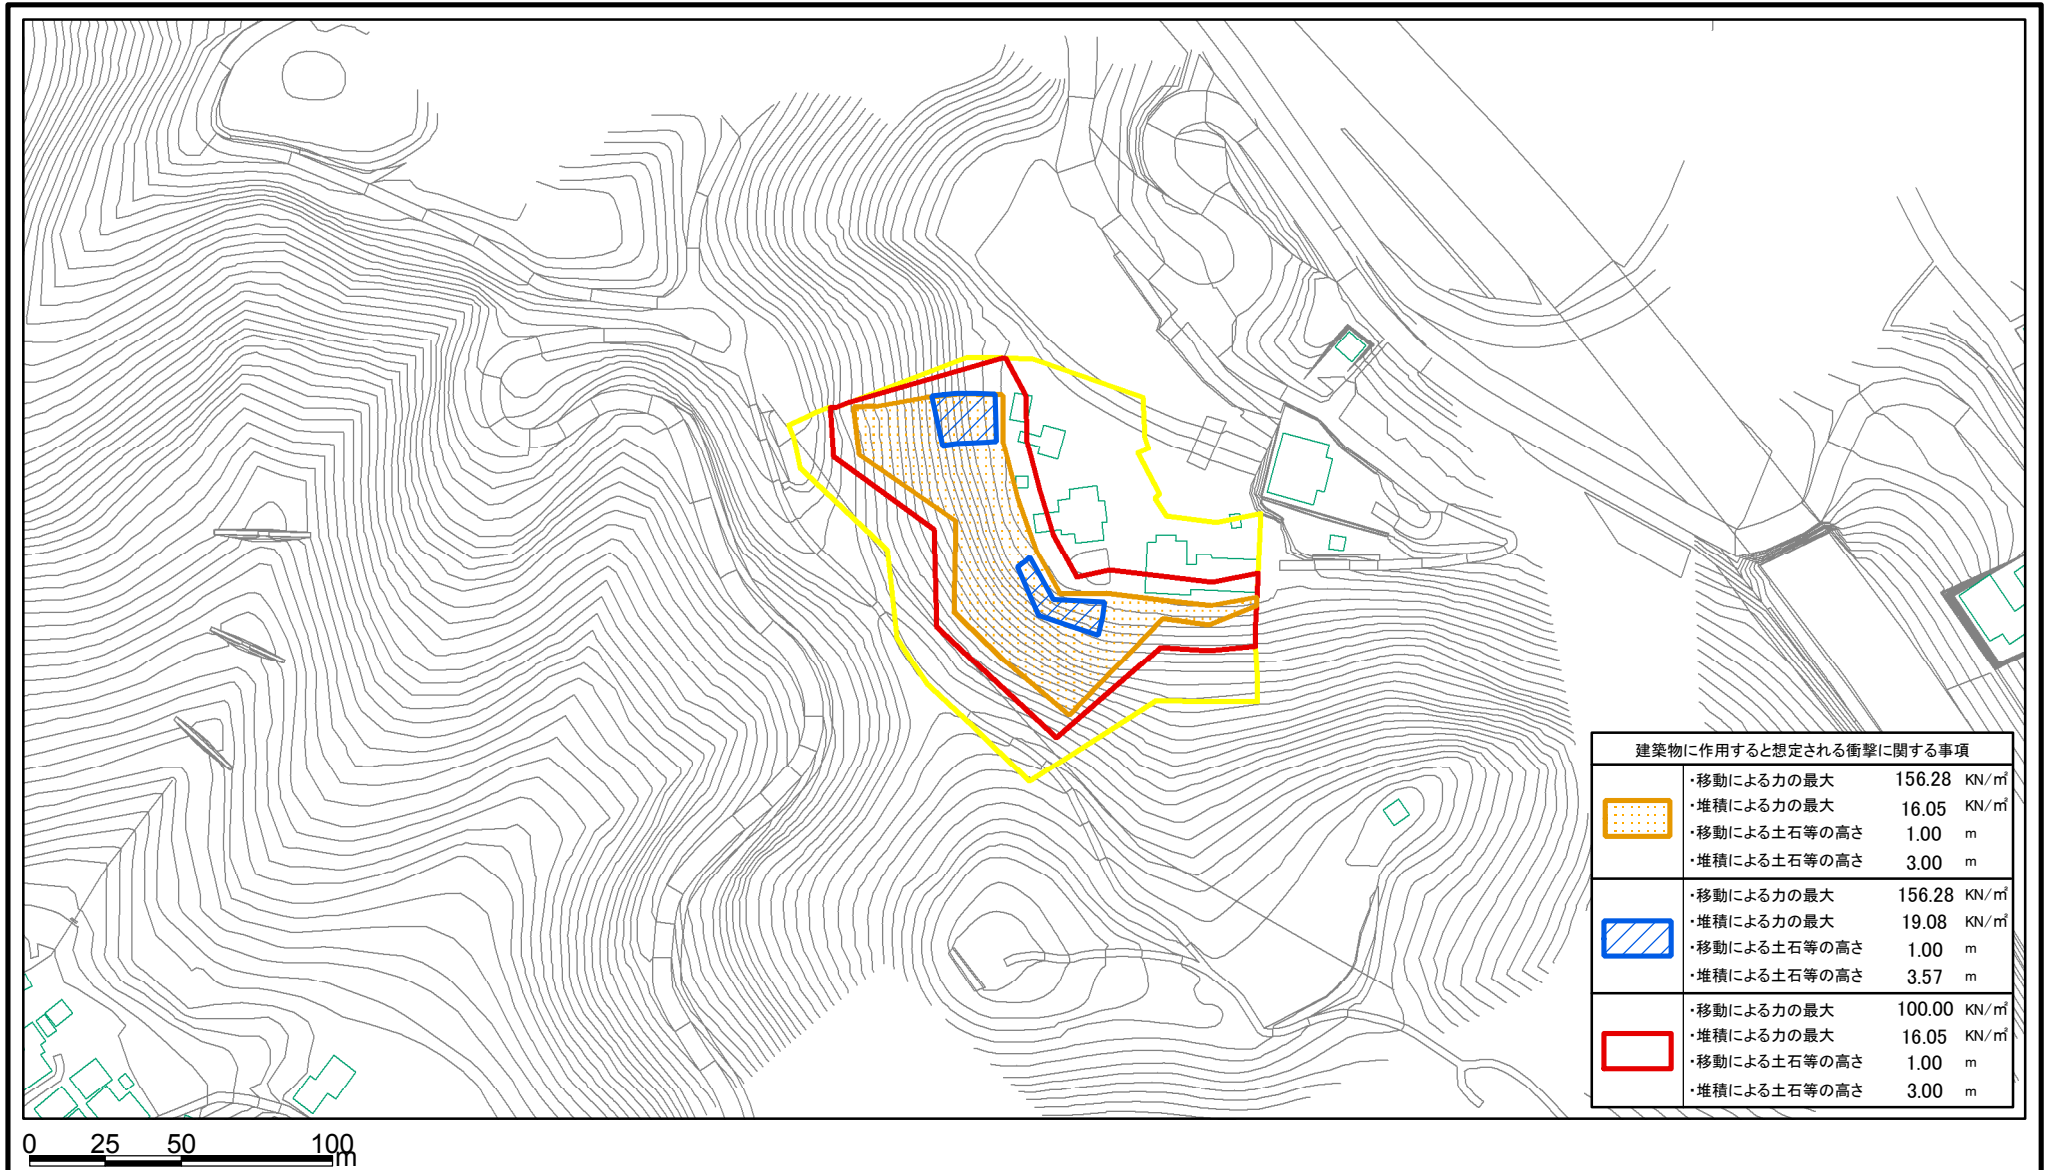 建築物に作用すると想定される衝撃に関する事項
・移動による力の最大 156.28 KN/㎡
・堆積による力の最大 16.05 KN/㎡
・移動による土石等の高さ 1.00 m
・堆積による土石等の高さ 3.00 m
・移動による力の最大 156.28 KN/㎡
・堆積による力の最大 19.08 KN/㎡
・移動による土石等の高さ 1.00 m
・堆積による土石等の高さ 3.57 m
・移動による力の最大 100.00 KN/㎡
・堆積による力の最大 16.05 KN/㎡
・移動による土石等の高さ 1.00 m
・堆積による土石等の高さ 3.00 m
0 25 50 100
m